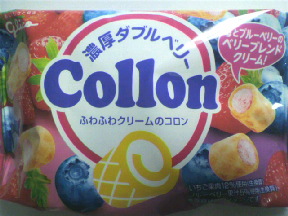 濃厚ダブルベリー
Collon
ふわふわクリームのコロン
とブルーベリーの
ベリーブレンド
クリーム!